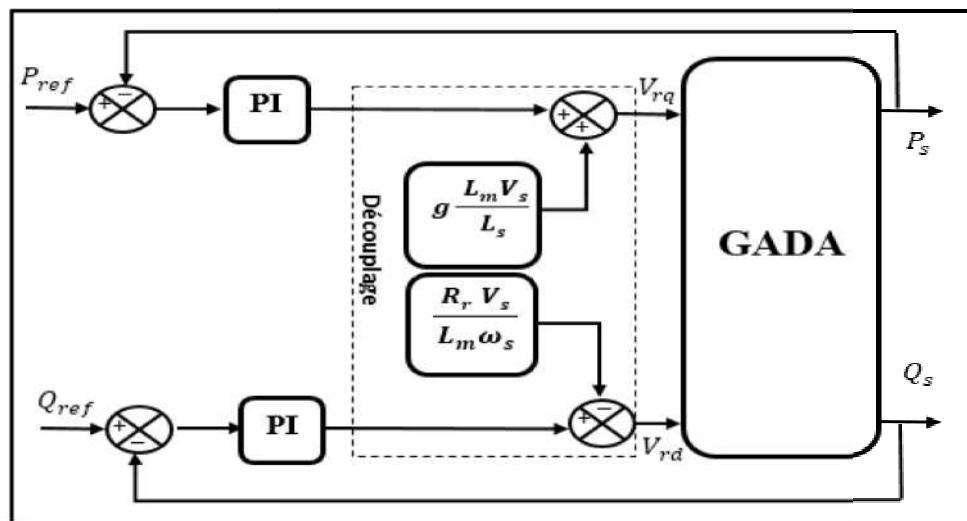 P_ref
+ −
PI
+
+
V_rq
P_s
g L_m V_s / L_s
Découplage
GADA
R_r V_s / L_m ω_s
Q_ref
+
−
PI
+ −
V_rd
Q_s